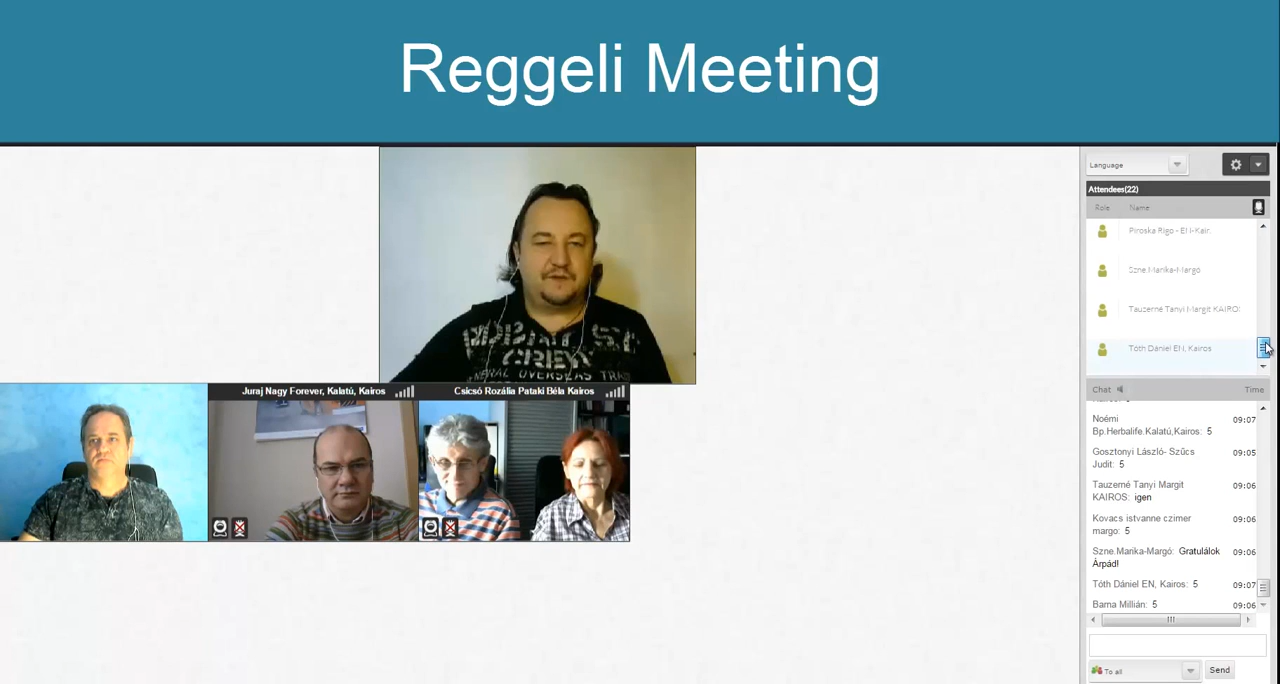 Reggeli Meeting
Language
Attendees(22)
Role Name
Piroska Rigo - EN-Kair.
Szne.Marika-Margó
Tauzerné Tanyi Margit KAIROS
Tóth Dániel EN, Kairos
Juraj Nagy Forever, Kalatú, Kairos
Csicsó Rozália Pataki Béla Kairos
Chat Time
Noémi 09:07
Bp.Herbalife.Kalatú,Kairos: 5
Gosztonyi László- Szűcs 09:05
Judit: 5
Tauzerné Tanyi Margit 09:06
KAIROS: igen
Kovacs istvanne czimer 09:06
margo: 5
Szne.Marika-Margó: Gratulálok 09:06
Árpád!
Tóth Dániel EN, Kairos: 5 09:07
Barna Millián: 5 09:06
To all
Send